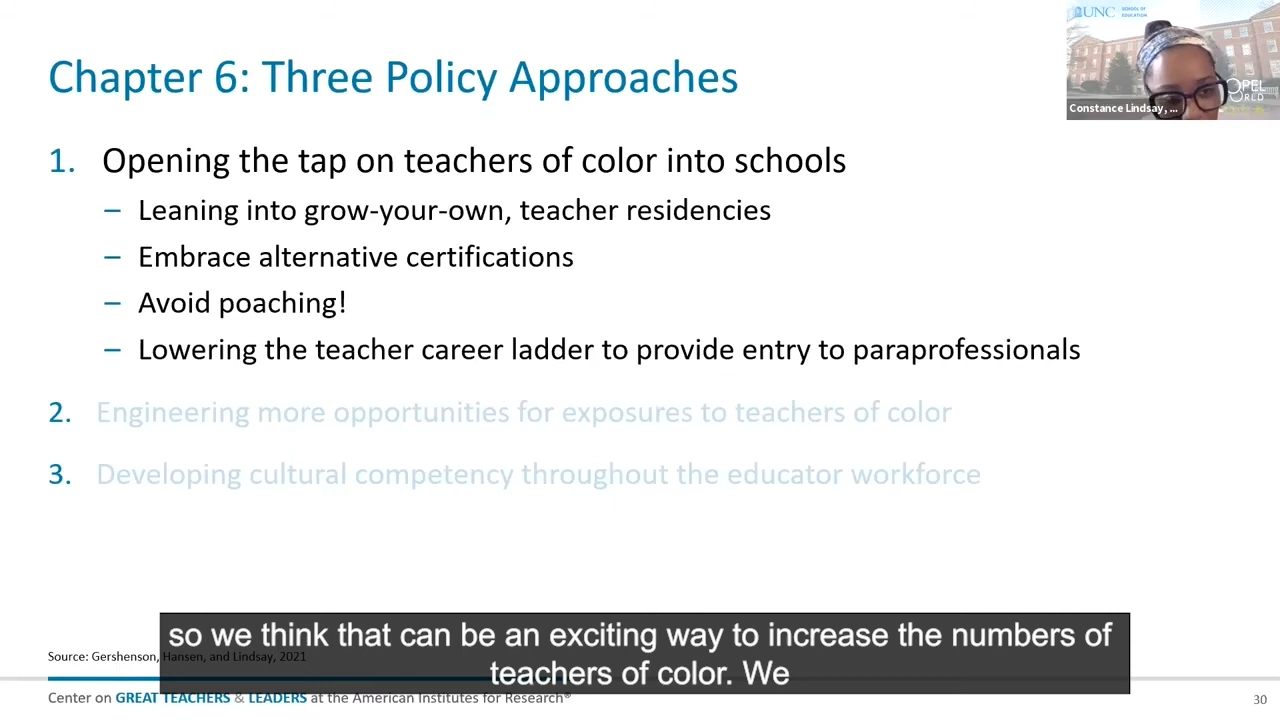 Chapter 6: Three Policy Approaches
UNC SCHOOL OF
EDUCATION
Constance Lindsay, ...
1. Opening the tap on teachers of color into schools
– Leaning into grow-your-own, teacher residencies
– Embrace alternative certifications
– Avoid poaching!
– Lowering the teacher career ladder to provide entry to paraprofessionals
2. Engineering more opportunities for exposures to teachers of color
3. Developing cultural competency throughout the educator workforce
so we think that can be an exciting way to increase the numbers of
teachers of color. We
Source: Gershenson, Hansen, and Lindsay, 2021
Center on GREAT TEACHERS & LEADERS at the American Institutes for Research®
30